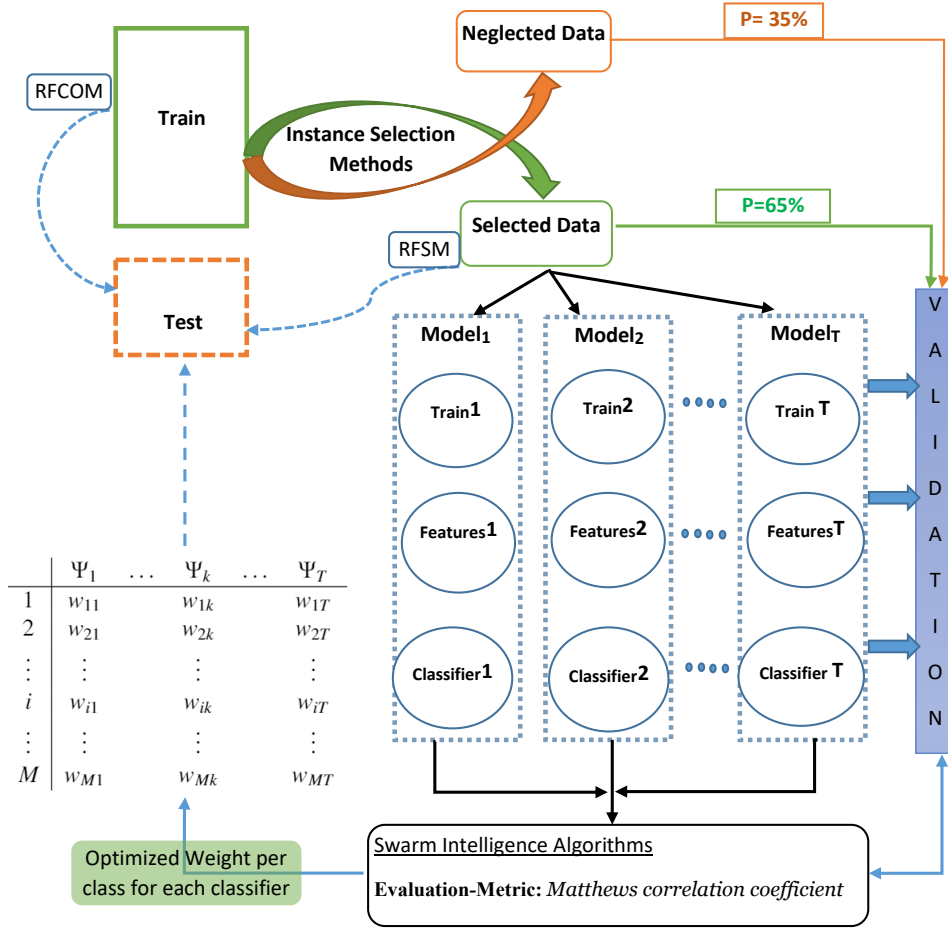 Neglected Data
P= 35%
RFCOM
Train
Instance Selection
Methods
Selected Data
P=65%
RFSM
Test
Model1
Model2
ModelT
Train1
Train2
Train T
Features1
Features2
FeaturesT
Classifier1
Classifier2
Classifier T
V
A
L
I
D
A
T
I
O
N
Ψ1 … Ψk … ΨT
1 w11 w1k w1T
2 w21 w2k w2T
⋮ ⋮ ⋮ ⋮
i wi1 wik wiT
⋮ ⋮ ⋮ ⋮
M wM1 wMk wMT
Optimized Weight per
class for each classifier
Swarm Intelligence Algorithms
Evaluation-Metric: Matthews correlation coefficient